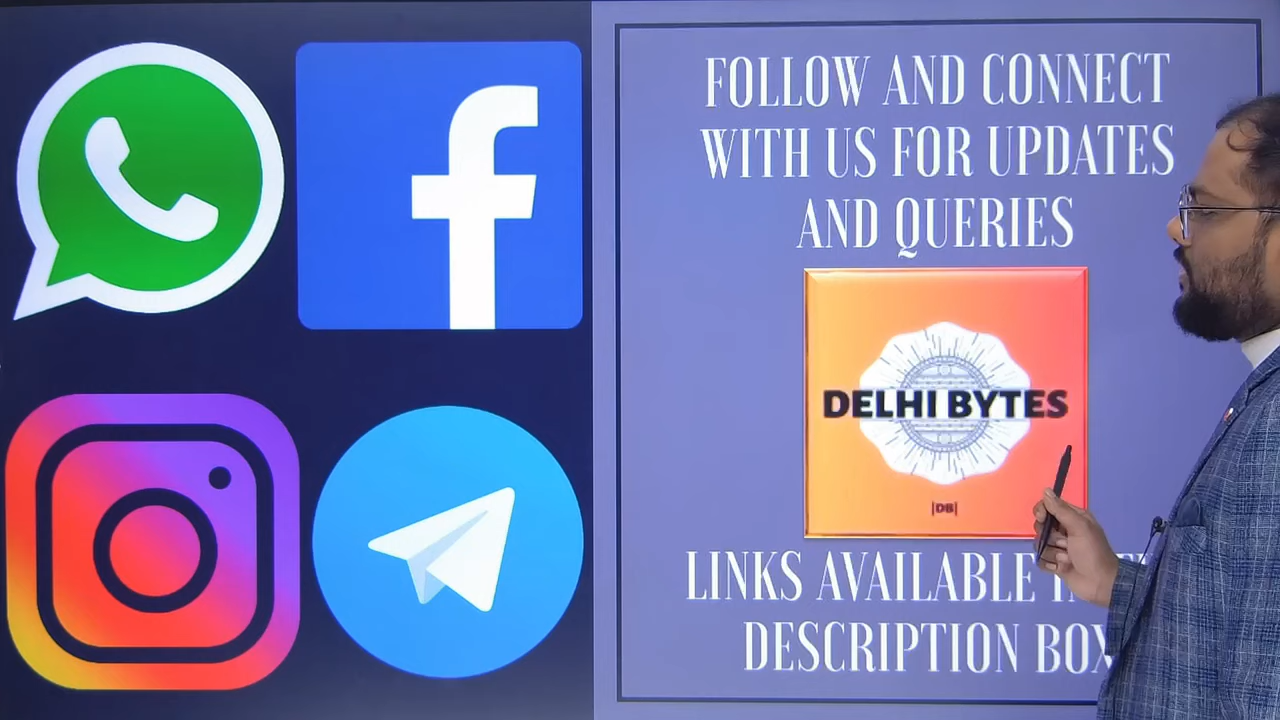 FOLLOW AND CONNECT
WITH US FOR UPDATES
AND QUERIES
DELHI BYTES
|DB|
LINKS AVAILABLE
DESCRIPTION BOX